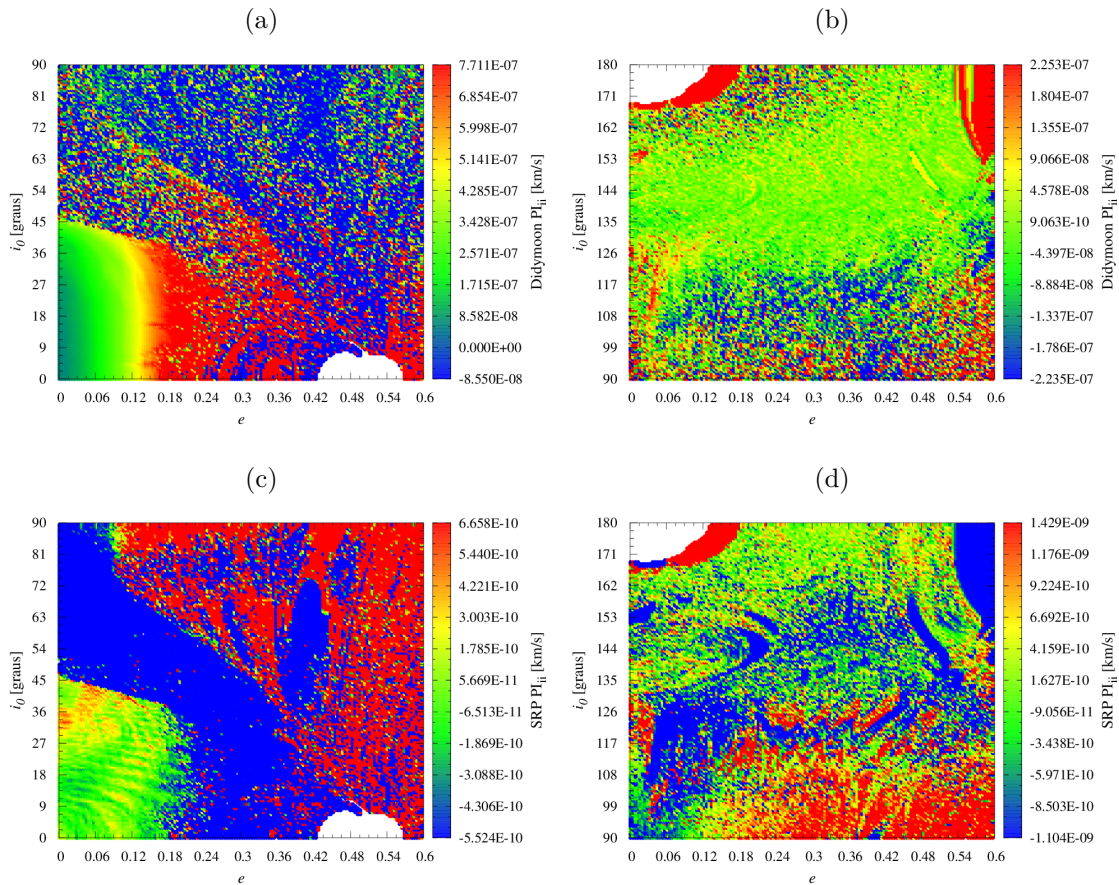 (a)
90
81
72
63
54
45
36
27
18
9
0
i0 [graus]
0 0.06 0.12 0.18 0.24 0.3 0.36 0.42 0.48 0.54 0.6
e
7.711E-07
6.854E-07
5.998E-07
5.141E-07
4.285E-07
3.428E-07
2.571E-07
1.715E-07
8.582E-08
0.000E+00
-8.550E-08
Didymoon PIii [km/s]
(b)
180
171
162
153
144
135
126
117
108
99
90
i0 [graus]
0 0.06 0.12 0.18 0.24 0.3 0.36 0.42 0.48 0.54 0.6
e
2.253E-07
1.804E-07
1.355E-07
9.066E-08
4.578E-08
9.063E-10
-4.397E-08
-8.884E-08
-1.337E-07
-1.786E-07
-2.235E-07
Didymoon PIii [km/s]
(c)
90
81
72
63
54
45
36
27
18
9
0
i0 [graus]
0 0.06 0.12 0.18 0.24 0.3 0.36 0.42 0.48 0.54 0.6
e
6.658E-10
5.440E-10
4.221E-10
3.003E-10
1.785E-10
5.669E-11
-6.513E-11
-1.869E-10
-3.088E-10
-4.306E-10
-5.524E-10
SRP PIii [km/s]
(d)
180
171
162
153
144
135
126
117
108
99
90
i0 [graus]
0 0.06 0.12 0.18 0.24 0.3 0.36 0.42 0.48 0.54 0.6
e
1.429E-09
1.176E-09
9.224E-10
6.691E-10
4.159E-10
1.627E-10
-9.056E-11
-3.438E-10
-5.971E-10
-8.503E-10
-1.104E-09
SRP PIii [km/s]